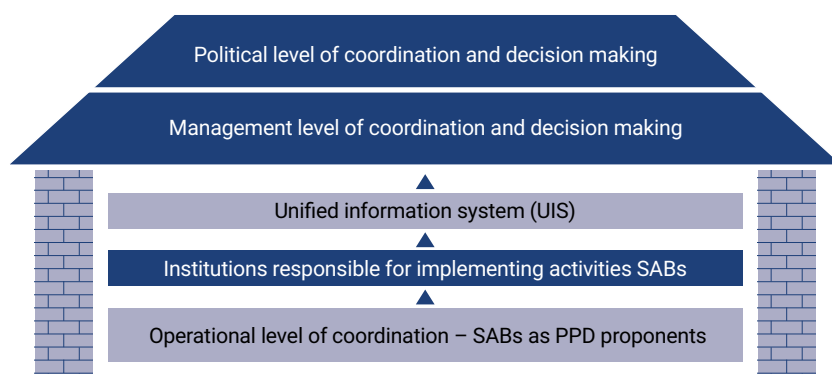 Political level of coordination and decision making
Management level of coordination and decision making
Unified information system (UIS)
Institutions responsible for implementing activities SABs
Operational level of coordination – SABs as PPD proponents